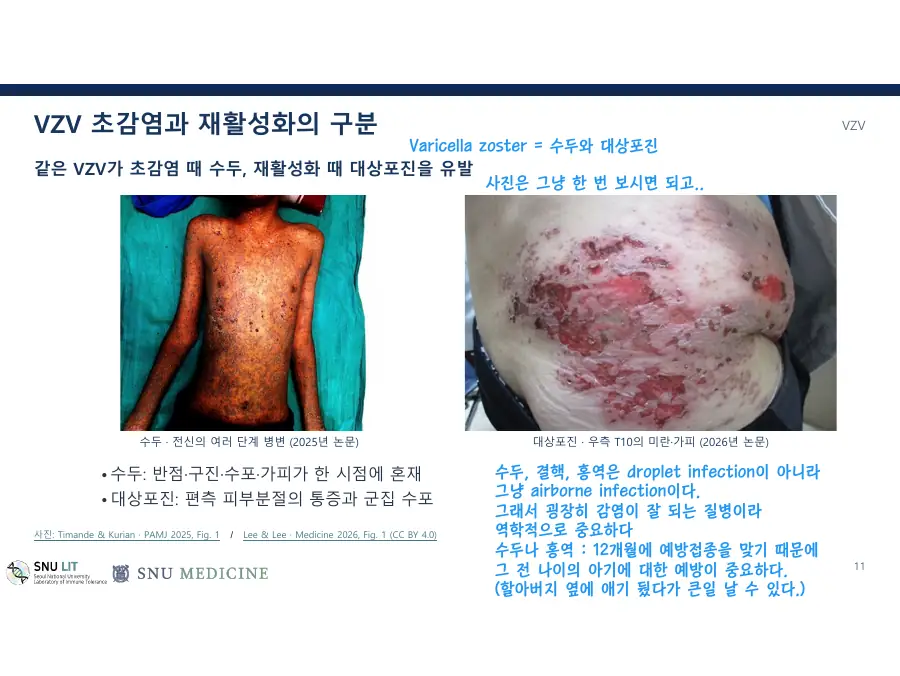 VZV 초감염과 재활성화의 구분
VZV
Varicella zoster = 수두와 대상포진
같은 VZV가 초감염 때 수두, 재활성화 때 대상포진을 유발
사진은 그냥 한 번 보시면 되고..
수두 · 전신의 여러 단계 병변 (2025년 논문)
대상포진 · 우측 T10의 미란·가피 (2026년 논문)
• 수두: 반점·구진·수포·가피가 한 시점에 혼재
• 대상포진: 편측 피부분절의 통증과 군집 수포
수두, 결핵, 홍역은 droplet infection이 아니라
그냥 airborne infection이다.
그래서 굉장히 감염이 잘 되는 질병이라
역학적으로 중요하다
수두나 홍역 : 12개월에 예방접종을 맞기 때문에
그 전 나이의 아기에 대한 예방이 중요하다.
(할아버지 옆에 애기 뒀다가 큰일 날 수 있다.)
사진: Timande & Kurian · PAMJ 2025, Fig. 1 / Lee & Lee · Medicine 2026, Fig. 1 (CC BY 4.0)
SNU LIT
Seoul National University
Laboratory of Immune Tolerance
SNU MEDICINE
11